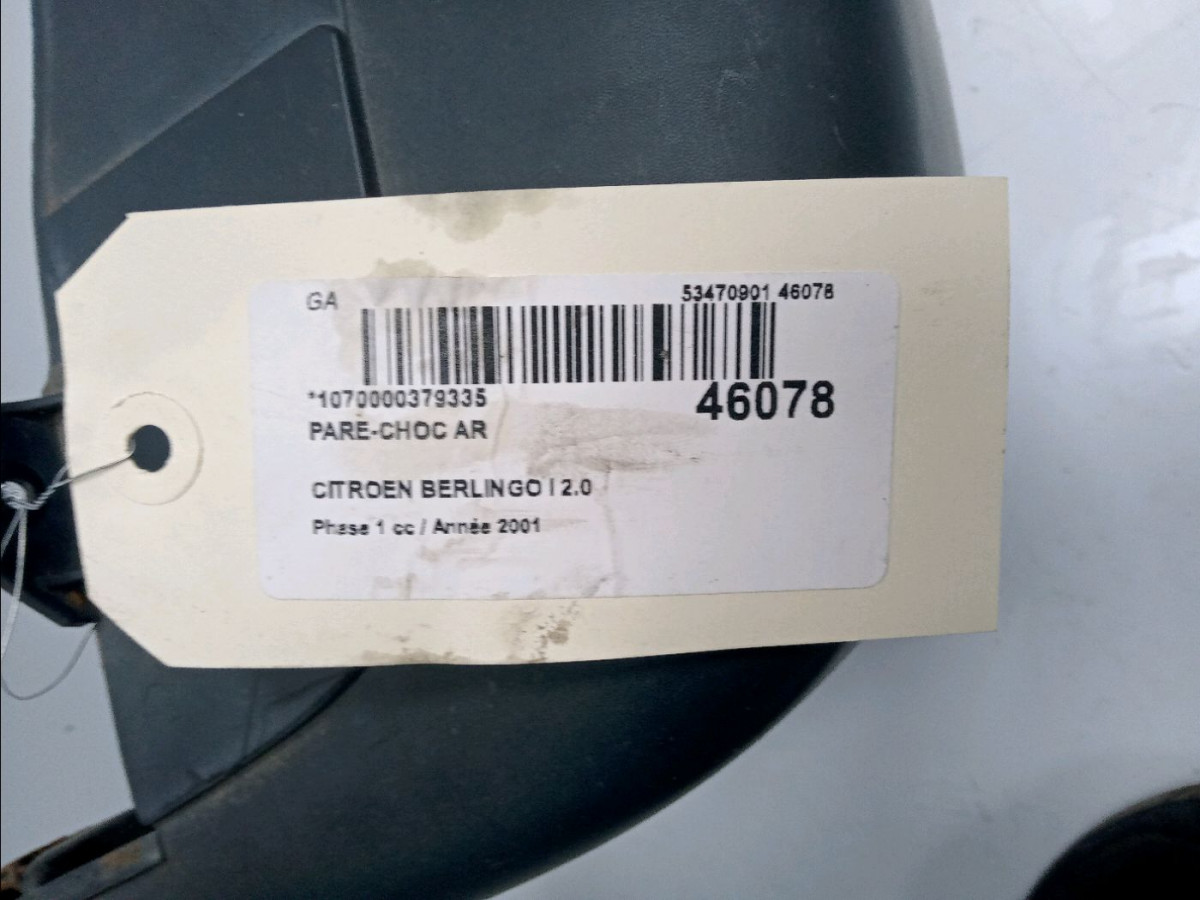 GA
53470901 46078
*1070000379335
46078
PARE-CHOC AR
CITROEN BERLINGO I 2.0
Phase 1 cc / Année 2001